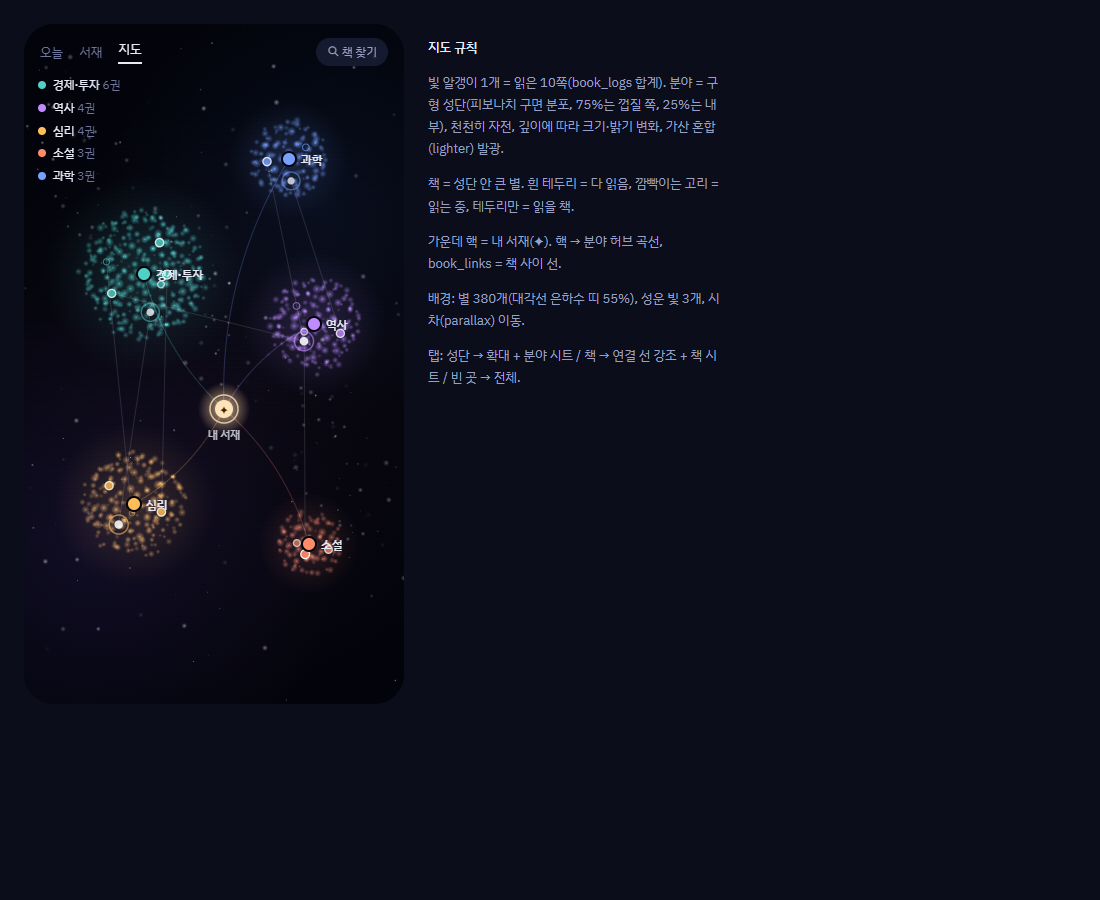 오늘 서재 지도 책 찾기
경제·투자 6권
역사 4권
심리 4권
소설 3권
과학 3권
과학
경제·투자
역사
내 서재
심리
소설
지도 규칙
빛 알갱이 1개 = 읽은 10쪽(book_logs 합계). 분야 = 구
형 성단(피보나치 구면 분포, 75%는 껍질 쪽, 25%는 내
부), 천천히 자전, 깊이에 따라 크기·밝기 변화, 가산 혼합
(lighter) 발광.
책 = 성단 안 큰 별. 흰 테두리 = 다 읽음, 깜빡이는 고리 =
읽는 중, 테두리만 = 읽을 책.
가운데 핵 = 내 서재(✦). 핵 → 분야 허브 곡선,
book_links = 책 사이 선.
배경: 별 380개(대각선 은하수 띠 55%), 성운 빛 3개, 시
차(parallax) 이동.
탭: 성단 → 확대 + 분야 시트 / 책 → 연결 선 강조 + 책 시
트 / 빈 곳 → 전체.